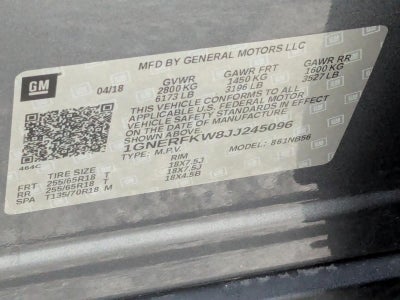 MFD BY GENERAL MOTORS LLC
GM
04/18
GVWR GAWR FRT GAWR RR
2800 KG 1450 KG 1600 KG
6173 LB 3196 LB 3527 LB
THIS VEHICLE CONFORMS TO ALL
APPLICABLE U.S. FEDERAL MOTOR
VEHICLE SAFETY STANDARDS IN EFFECT
ON THE DATE OF MANUFACTURE
SHOWN ABOVE.
1GNERFKW8JJ245096
464C
TYPE: M.P.V. MODEL: 861NB56
TIRE SIZE RIM
FRT 255/65R18 T 18X7.5J
RR 255/65R18 T 18X7.5J
SPA T135/70R18 M 18X4.5B